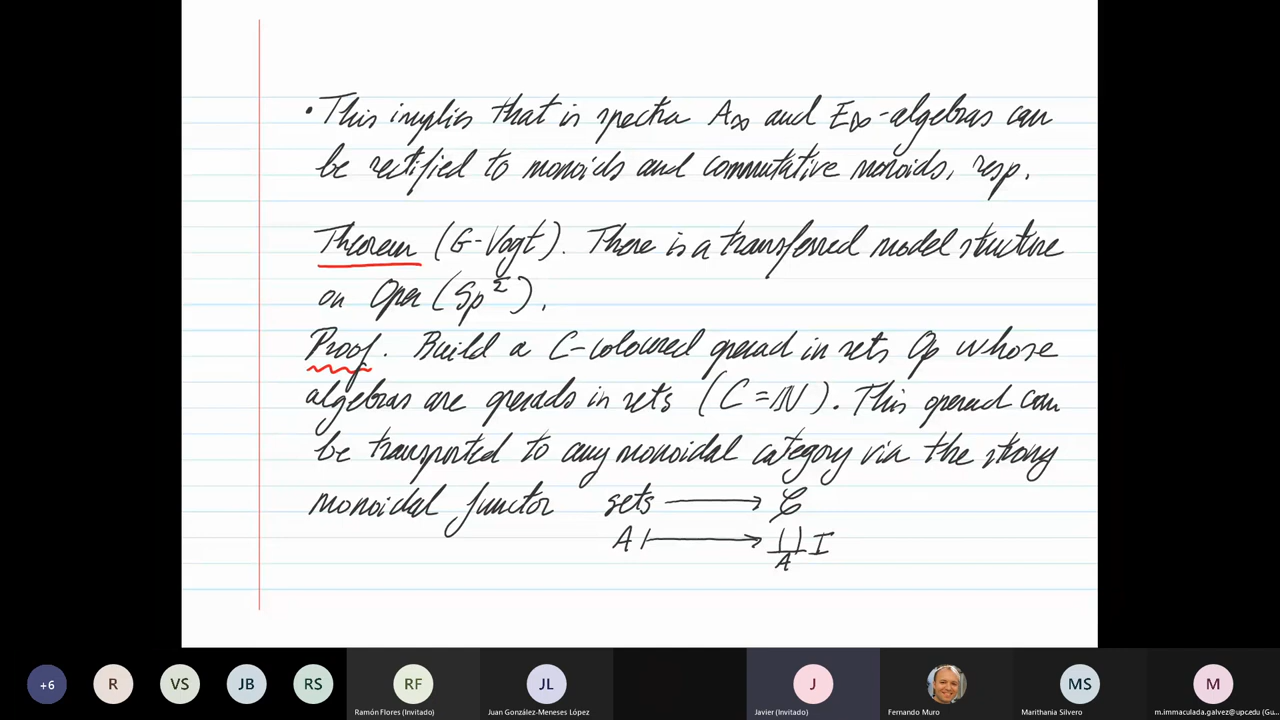 • This implies that is spectra A∞ and E∞-algebras can
be rectified to monoids and commutative monoids, resp.
Theorem (G-Vogt). There is a transferred model structure
on Oper (Sp^Σ).
Proof. Build a C-coloured operad in sets Op whose
algebras are operads in sets (C = ℕ). This operad can
be transported to any monoidal category via the strong
monoidal functor sets ⟶ 𝒞
A ⟼ ∐_A I
+6 R VS JB RS RF JL J MS M
Ramón Flores (Invitado) Juan González-Meneses López Javier (Invitado) Fernando Muro Marithania Silvero m.immaculada.galvez@upc.edu (Gu...